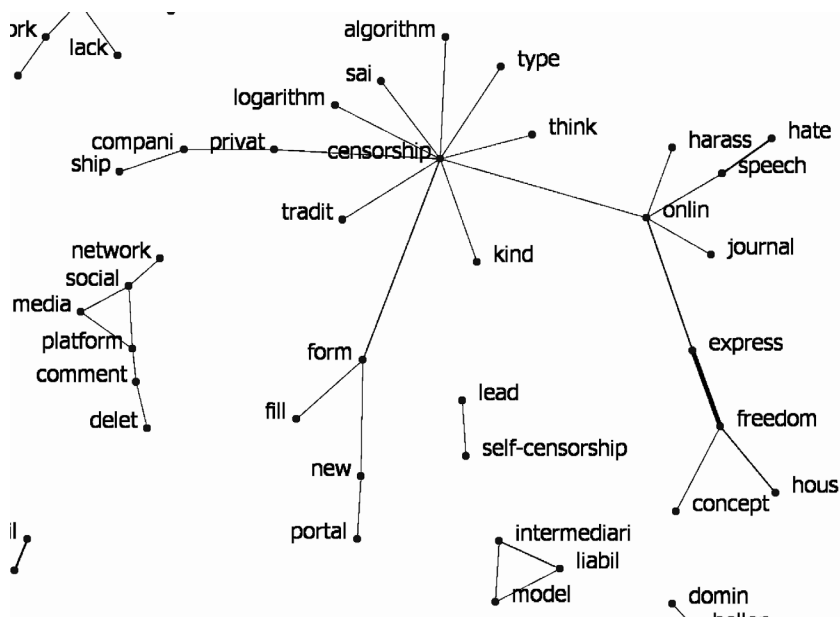 algorithm
lack
type
sai
logarithm
think
hate
harass
compani
privat
censorship
speech
ship
tradit
onlin
network
kind
journal
social
media
platform
form
express
comment
lead
fill
delet
freedom
self-censorship
new
hous
concept
portal
intermediari
liabil
model
domin